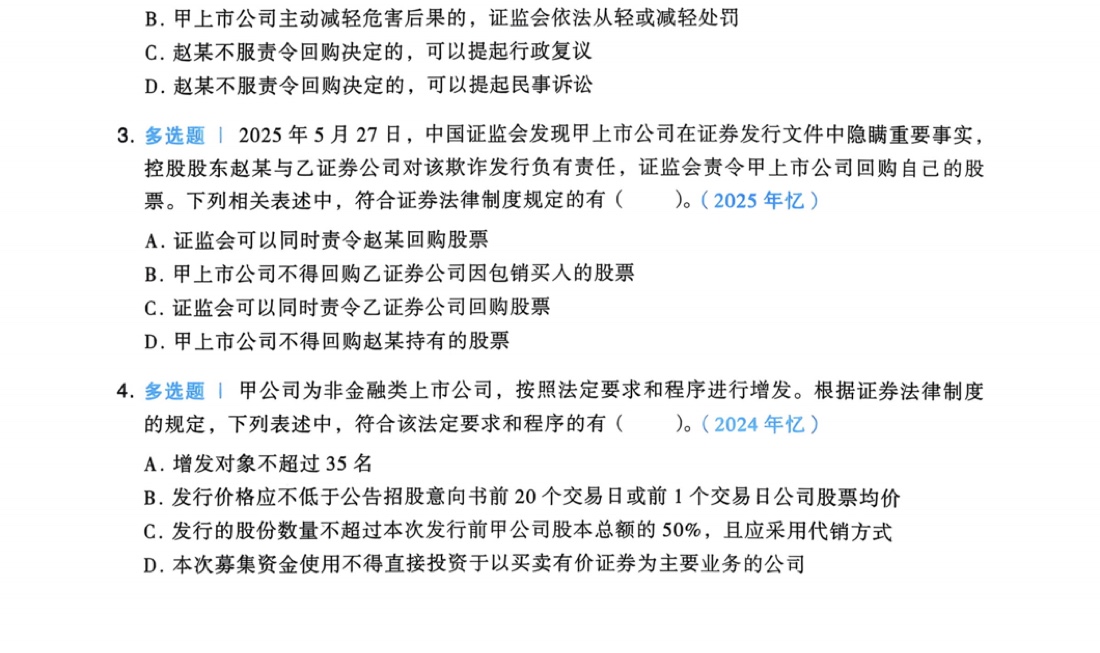 B. 甲上市公司主动减轻危害后果的，证监会依法从轻或减轻处罚
C. 赵某不服责令回购决定的，可以提起行政复议
D. 赵某不服责令回购决定的，可以提起民事诉讼
3. 多选题 | 2025 年 5 月 27 日，中国证监会发现甲上市公司在证券发行文件中隐瞒重要事实，
控股股东赵某与乙证券公司对该欺诈发行负有责任，证监会责令甲上市公司回购自己的股
票。下列相关表述中，符合证券法律制度规定的有（　　）。（2025 年忆）
A. 证监会可以同时责令赵某回购股票
B. 甲上市公司不得回购乙证券公司因包销买入的股票
C. 证监会可以同时责令乙证券公司回购股票
D. 甲上市公司不得回购赵某持有的股票
4. 多选题 | 甲公司为非金融类上市公司，按照法定要求和程序进行增发。根据证券法律制度
的规定，下列表述中，符合该法定要求和程序的有（　　）。（2024 年忆）
A. 增发对象不超过 35 名
B. 发行价格应不低于公告招股意向书前 20 个交易日或前 1 个交易日公司股票均价
C. 发行的股份数量不超过本次发行前甲公司股本总额的 50%，且应采用代销方式
D. 本次募集资金使用不得直接投资于以买卖有价证券为主要业务的公司